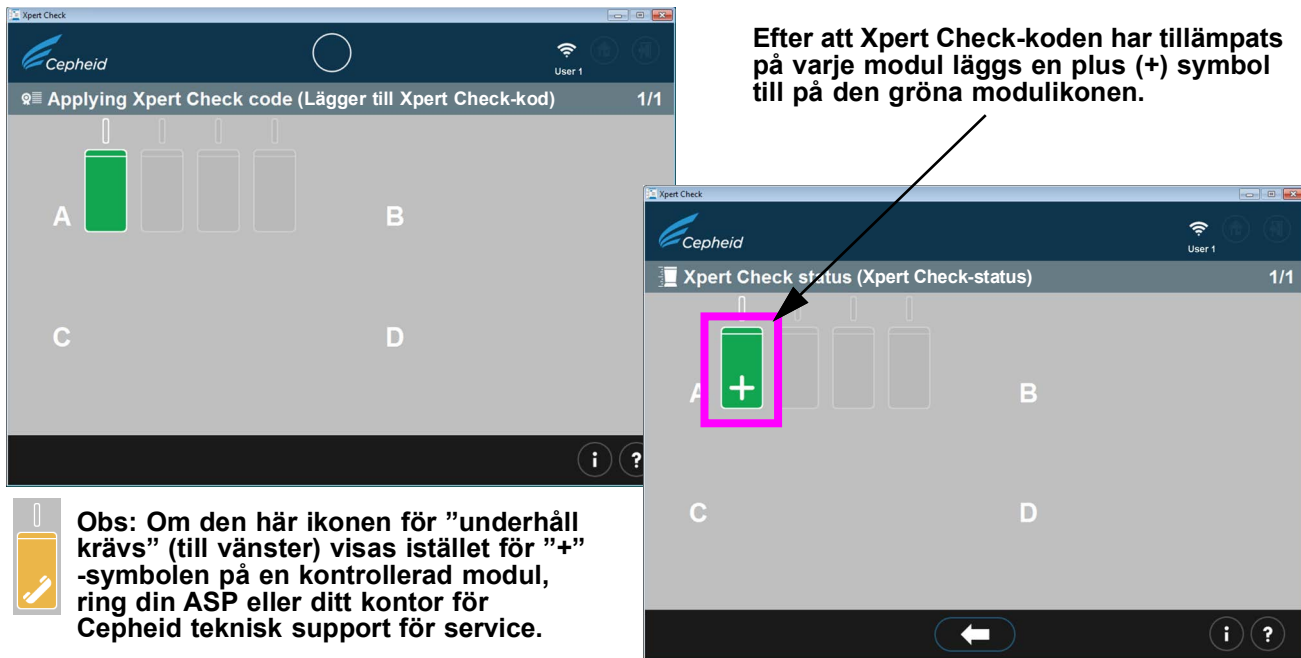 Xpert Check
Cepheid
User 1
Applying Xpert Check code (Lägger till Xpert Check-kod) 1/1
A B
C D
i ?
Efter att Xpert Check-koden har tillämpats
på varje modul läggs en plus (+) symbol
till på den gröna modulikonen.
Xpert Check
Cepheid
User 1
Xpert Check status (Xpert Check-status) 1/1
A B
+
C D
i ?
Obs: Om den här ikonen för ”underhåll
krävs” (till vänster) visas istället för ”+”
-symbolen på en kontrollerad modul,
ring din ASP eller ditt kontor för
Cepheid teknisk support för service.